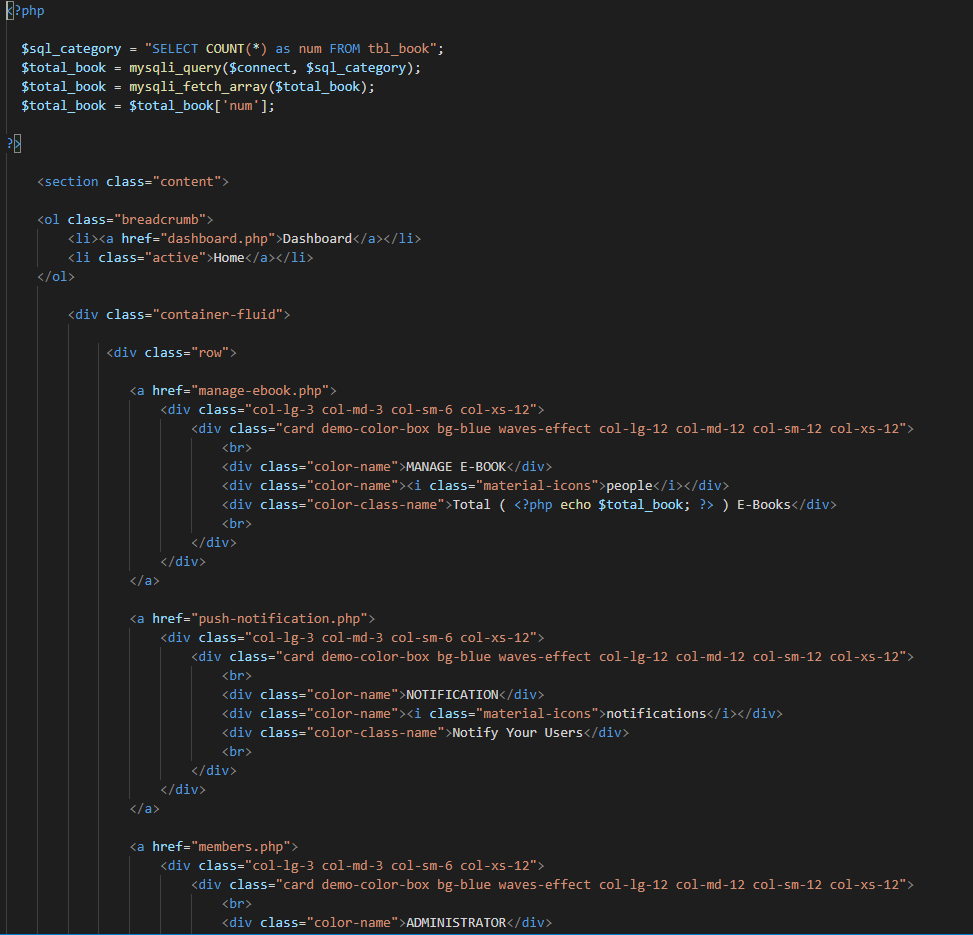 <?php
$sql_category = "SELECT COUNT(*) as num FROM tbl_book";
$total_book = mysqli_query($connect, $sql_category);
$total_book = mysqli_fetch_array($total_book);
$total_book = $total_book['num'];
?>
<section class="content">
<ol class="breadcrumb">
<li><a href="dashboard.php">Dashboard</a></li>
<li class="active">Home</a></li>
</ol>
<div class="container-fluid">
<div class="row">
<a href="manage-ebook.php">
<div class="col-lg-3 col-md-3 col-sm-6 col-xs-12">
<div class="card demo-color-box bg-blue waves-effect col-lg-12 col-md-12 col-sm-12 col-xs-12">
<br>
<div class="color-name">MANAGE E-BOOK</div>
<div class="color-name"><i class="material-icons">people</i></div>
<div class="color-class-name">Total ( <?php echo $total_book; ?> ) E-Books</div>
<br>
</div>
</div>
</a>
<a href="push-notification.php">
<div class="col-lg-3 col-md-3 col-sm-6 col-xs-12">
<div class="card demo-color-box bg-blue waves-effect col-lg-12 col-md-12 col-sm-12 col-xs-12">
<br>
<div class="color-name">NOTIFICATION</div>
<div class="color-name"><i class="material-icons">notifications</i></div>
<div class="color-class-name">Notify Your Users</div>
<br>
</div>
</div>
</a>
<a href="members.php">
<div class="col-lg-3 col-md-3 col-sm-6 col-xs-12">
<div class="card demo-color-box bg-blue waves-effect col-lg-12 col-md-12 col-sm-12 col-xs-12">
<br>
<div class="color-name">ADMINISTRATOR</div>